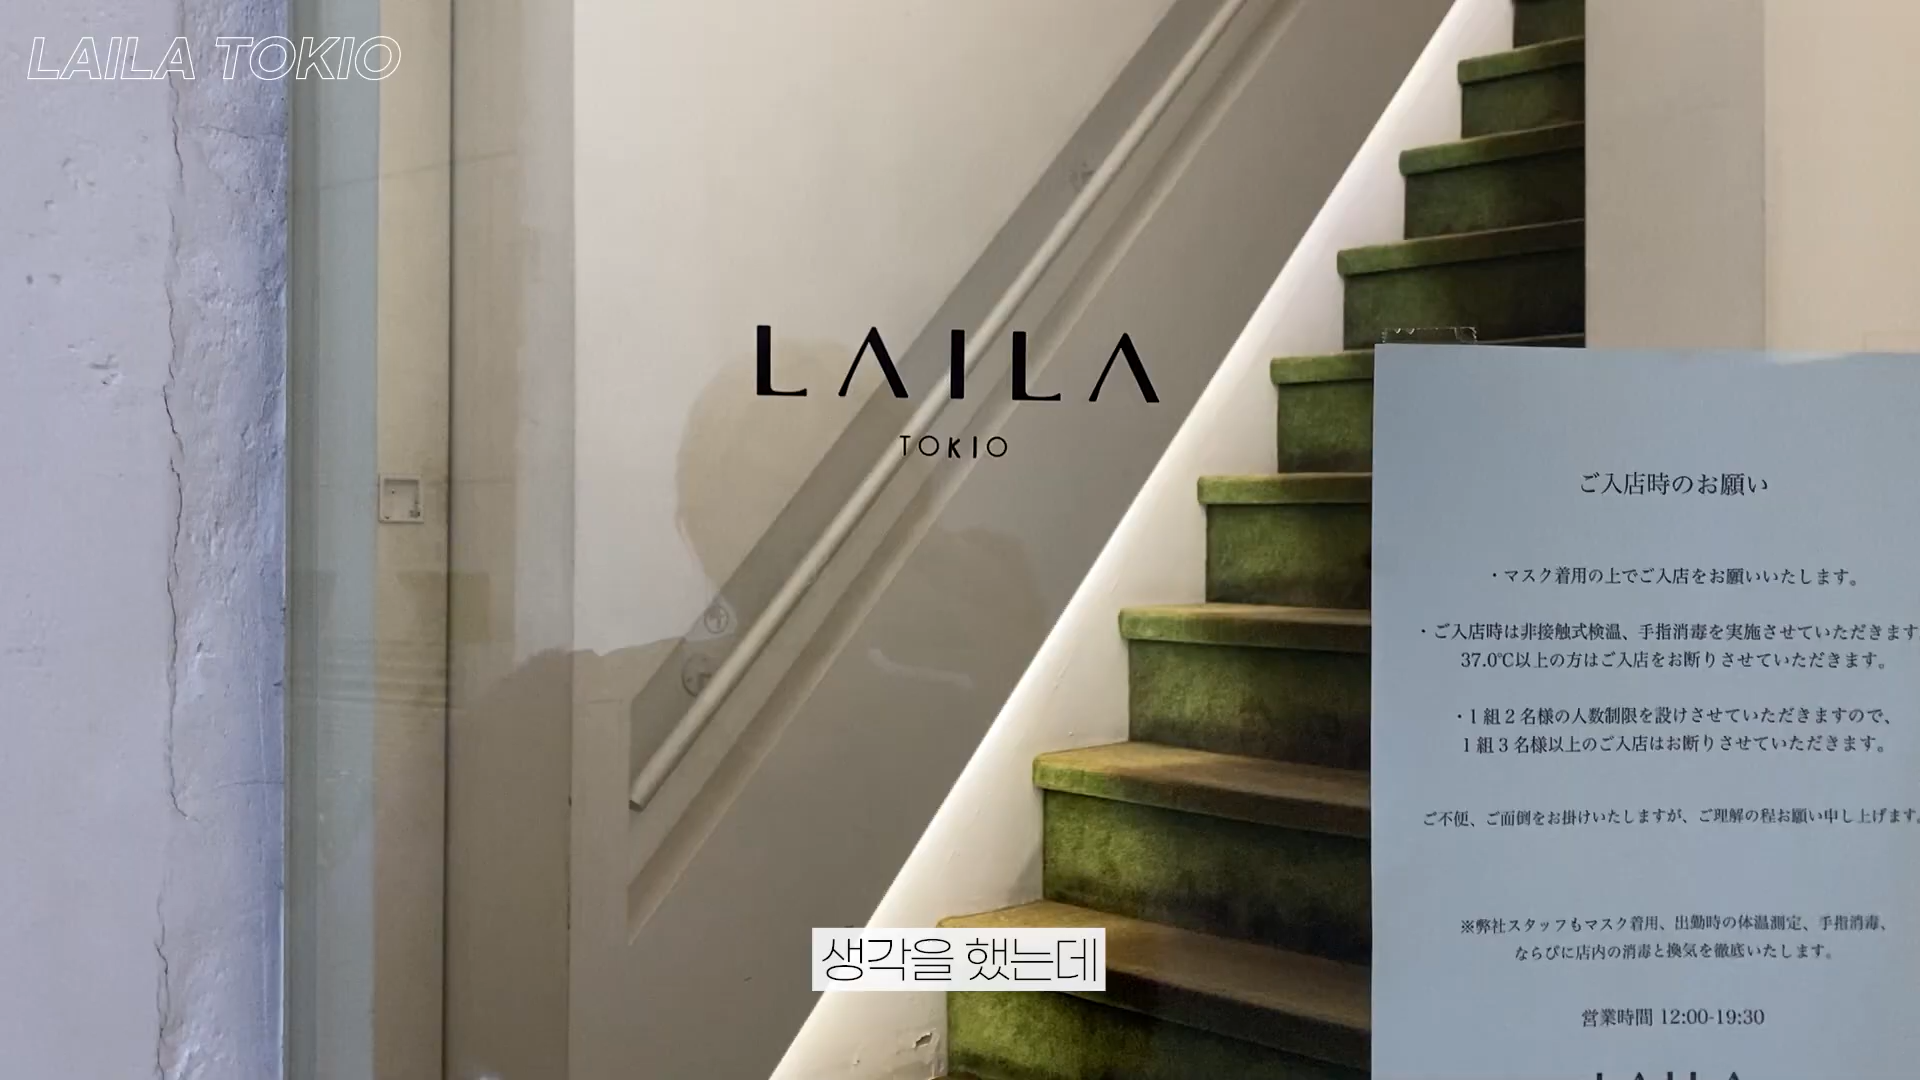 LAILA TOKIO
LAILA
TOKIO
ご入店時のお願い
・マスク着用の上でご入店をお願いいたします。
・ご入店時は非接触式検温、手指消毒を実施させていただきます
37.0℃以上の方はご入店をお断りさせていただきます。
・1組2名様の人数制限を設けさせていただきますので、
1組3名様以上のご入店はお断りさせていただきます。
ご不便、ご面倒をお掛けいたしますが、ご理解の程お願い申し上げます。
※弊社スタッフもマスク着用、出勤時の体温測定、手指消毒、
ならびに店内の消毒と換気を徹底いたします。
営業時間 12:00-19:30
생각을 했는데